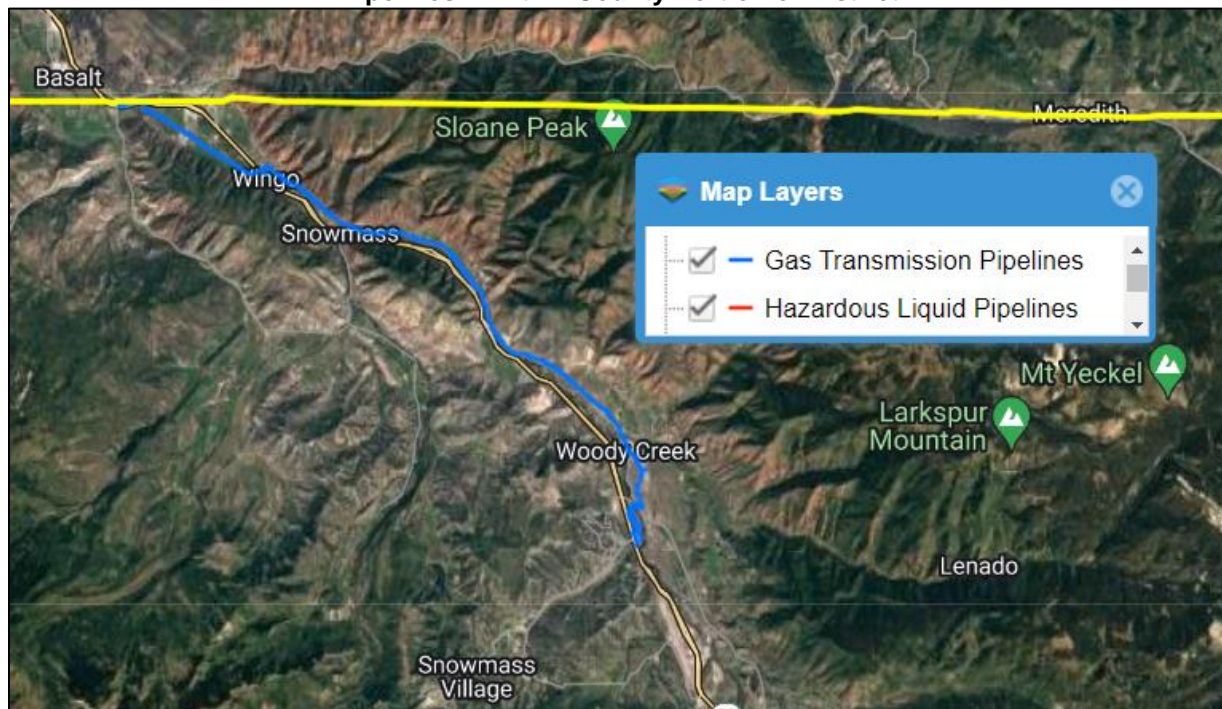 Basalt
Meredith
Sloane Peak
Map Layers
Wingo
Snowmass
Gas Transmission Pipelines
Hazardous Liquid Pipelines
Mt Yeckel
Larkspur
Mountain
Woody Creek
Lenado
Snowmass
Village